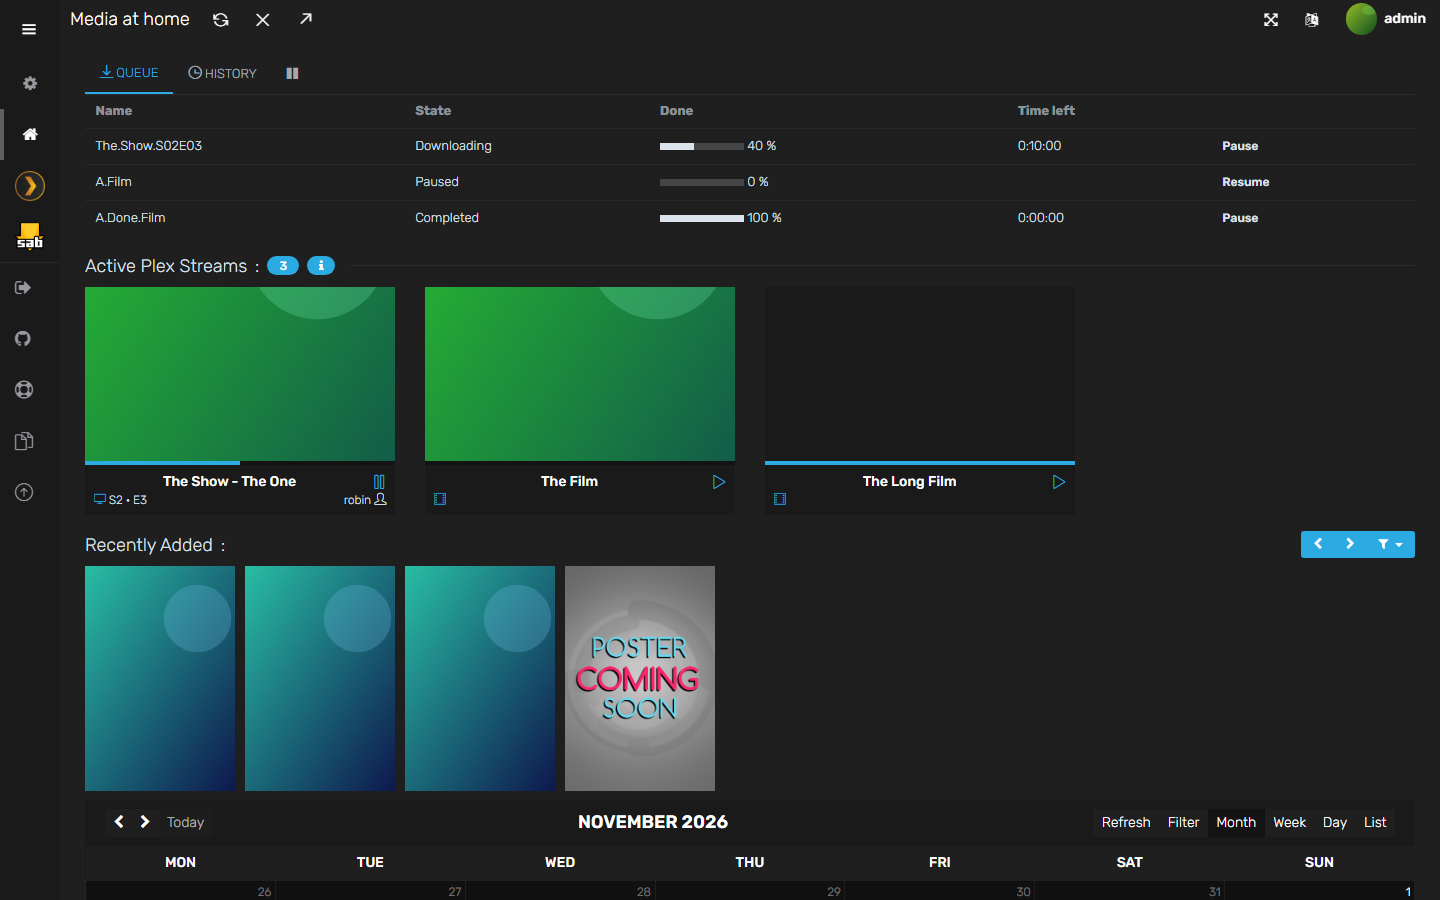 Media at home
admin
QUEUE HISTORY
Name State Done Time left
The.Show.S02E03 Downloading 40 % 0:10:00 Pause
A.Film Paused 0 % Resume
A.Done.Film Completed 100 % 0:00:00 Pause
sab
Active Plex Streams : 3
The Show - The One
S2 • E3 robin
The Film
The Long Film
Recently Added :
POSTER
COMING
SOON
Today NOVEMBER 2026 Refresh Filter Month Week Day List
MON TUE WED THU FRI SAT SUN
26 27 28 29 30 31 1